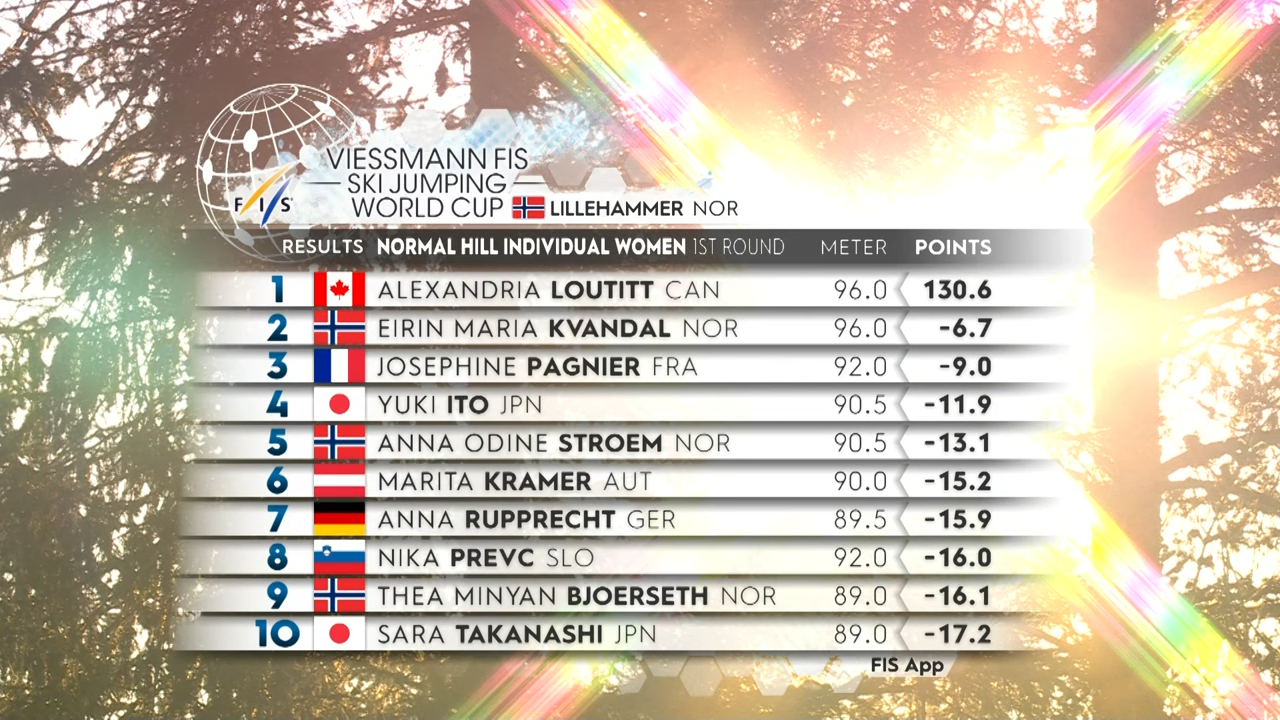 VIESSMANN FIS
SKI JUMPING
WORLD CUP LILLEHAMMER NOR
FIS
RESULTS NORMAL HILL INDIVIDUAL WOMEN 1ST ROUND METER POINTS
1 ALEXANDRIA LOUTITT CAN 96.0 130.6
2 EIRIN MARIA KVANDAL NOR 96.0 -6.7
3 JOSEPHINE PAGNIER FRA 92.0 -9.0
4 YUKI ITO JPN 90.5 -11.9
5 ANNA ODINE STROEM NOR 90.5 -13.1
6 MARITA KRAMER AUT 90.0 -15.2
7 ANNA RUPPRECHT GER 89.5 -15.9
8 NIKA PREVC SLO 92.0 -16.0
9 THEA MINYAN BJOERSETH NOR 89.0 -16.1
10 SARA TAKANASHI JPN 89.0 -17.2
FIS App